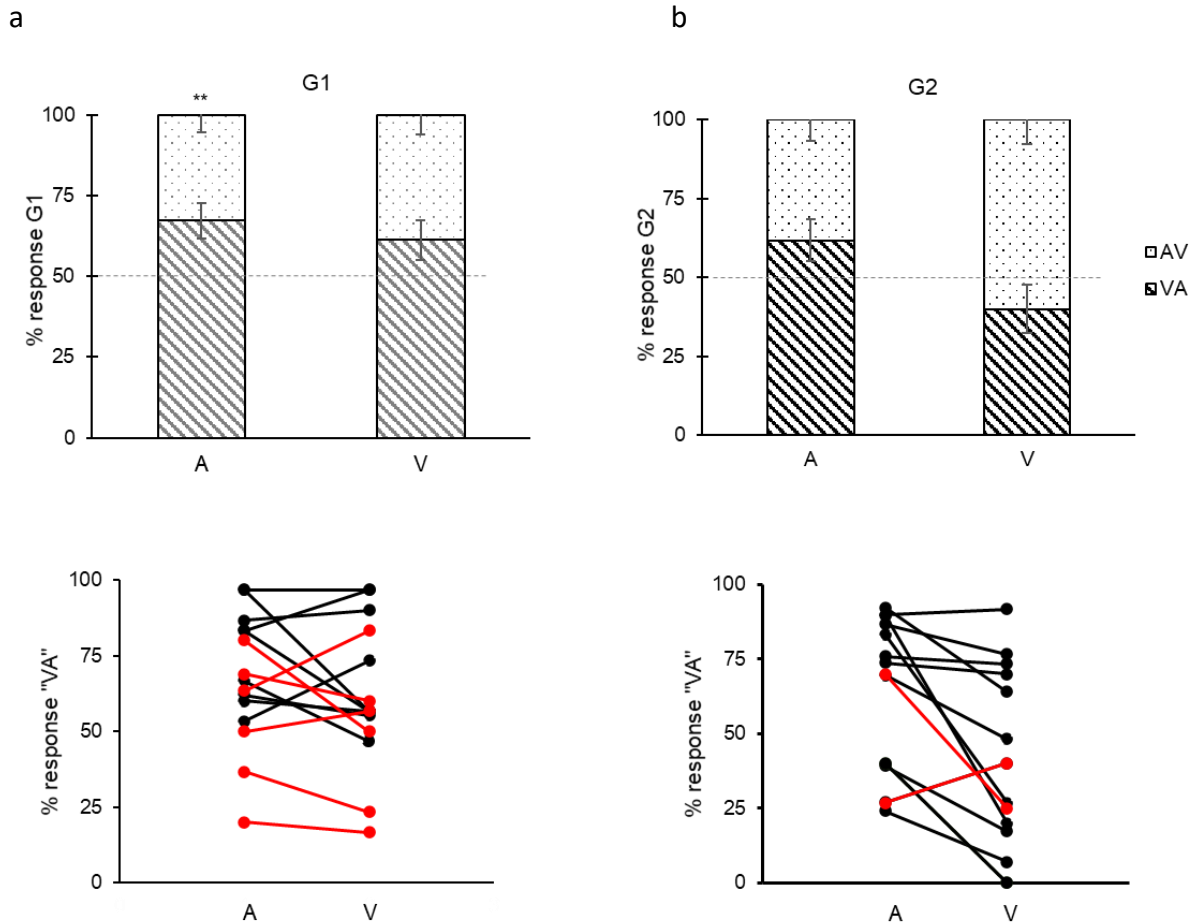 a
G1
**
100
75
50
25
0
% response G1
A
V
b
G2
100
75
50
25
0
% response G2
A
V
AV
VA
100
75
50
25
0
% response "VA"
A
V
100
75
50
25
0
% response "VA"
A
V